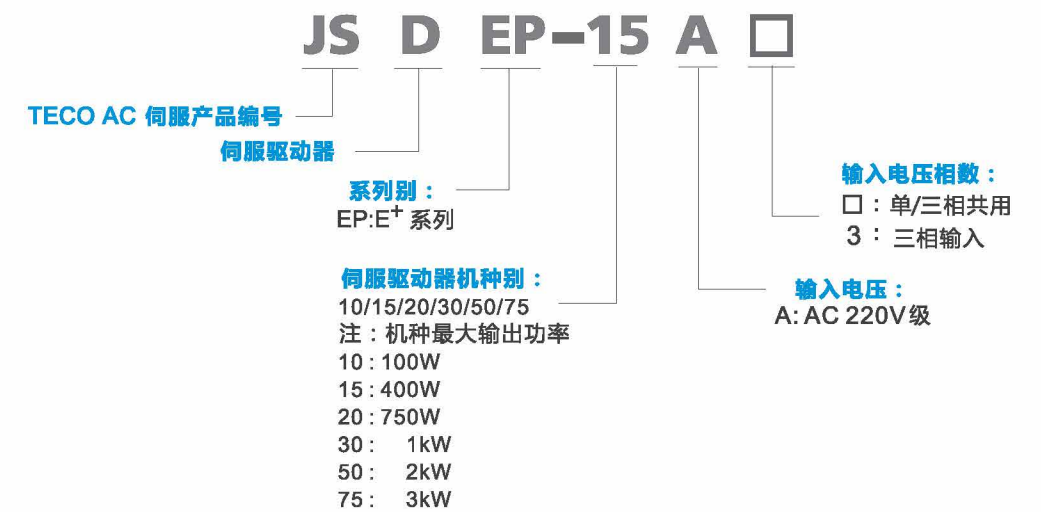 JS D EP-15 A □
TECO AC 伺服产品编号
伺服驱动器
系列别：
EP:E⁺ 系列
伺服驱动器机种别：
10/15/20/30/50/75
注：机种最大输出功率
10 : 100W
15 : 400W
20 : 750W
30 : 1kW
50 : 2kW
75 : 3kW
输入电压相数：
□：单/三相共用
3：三相输入
输入电压：
A: AC 220V级